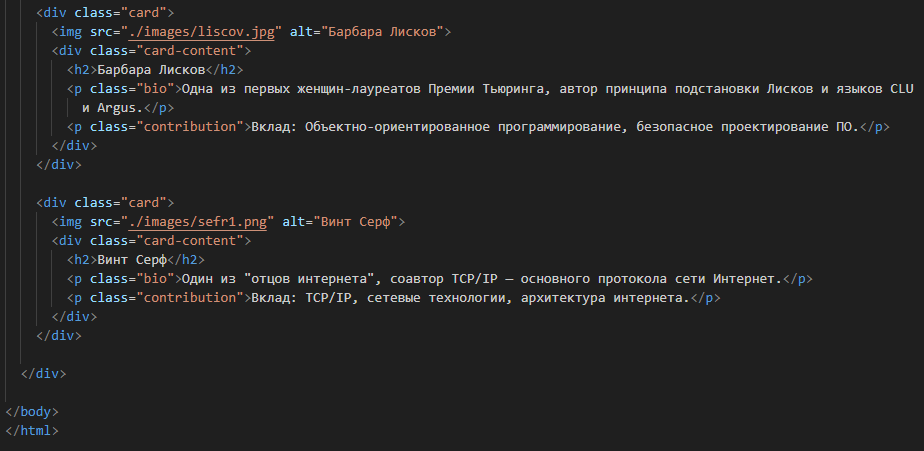 <div class="card">
<img src="./images/liscov.jpg" alt="Барбара Лисков">
<div class="card-content">
<h2>Барбара Лисков</h2>
<p class="bio">Одна из первых женщин-лауреатов Премии Тьюринга, автор принципа подстановки Лисков и языков CLU
и Argus.</p>
<p class="contribution">Вклад: Объектно-ориентированное программирование, безопасное проектирование ПО.</p>
</div>
</div>
<div class="card">
<img src="./images/sefr1.png" alt="Винт Серф">
<div class="card-content">
<h2>Винт Серф</h2>
<p class="bio">Один из "отцов интернета", соавтор TCP/IP — основного протокола сети Интернет.</p>
<p class="contribution">Вклад: TCP/IP, сетевые технологии, архитектура интернета.</p>
</div>
</div>
</div>
</body>
</html>